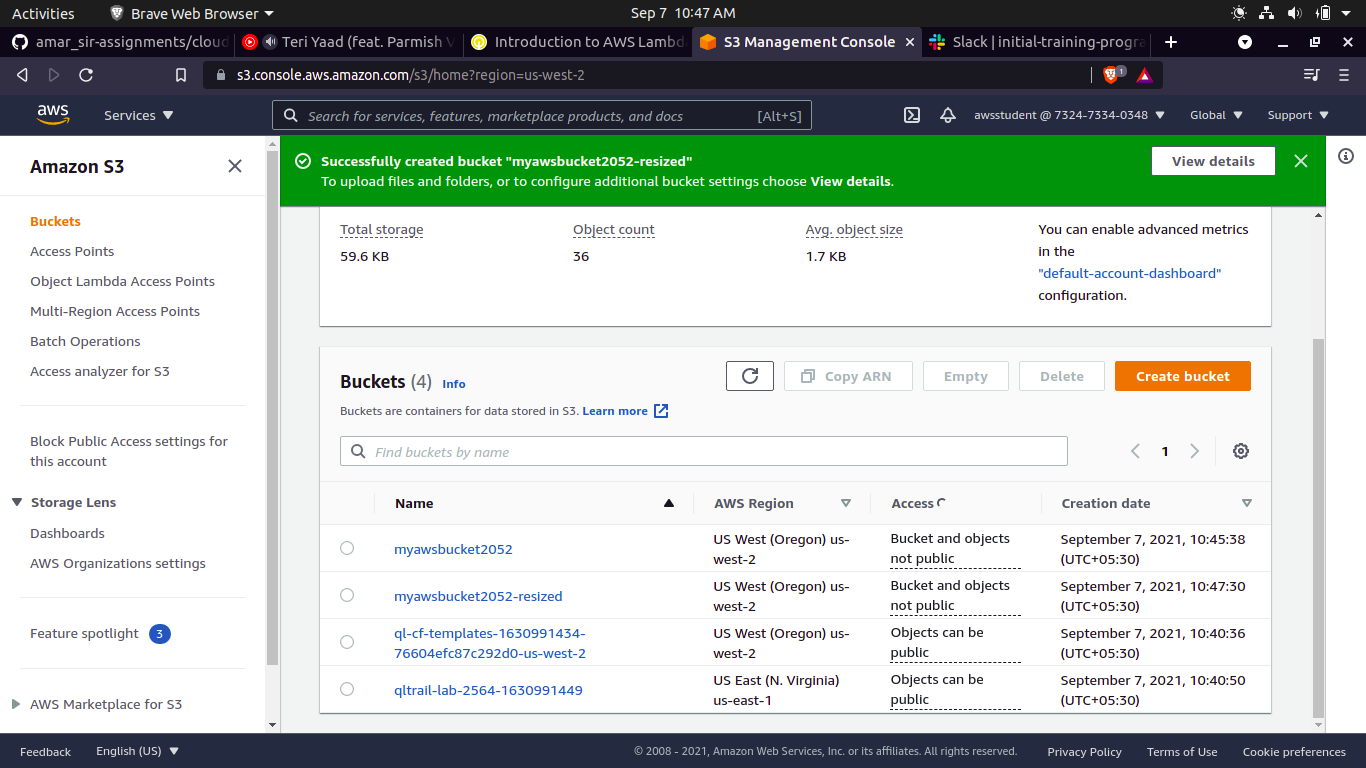 Activities
Brave Web Browser
Sep 7 10:47 AM
amar_sir-assignments/cloud
Teri Yaad (feat. Parmish V
Introduction to AWS Lambd
S3 Management Console
Slack | initial-training-progra
s3.console.aws.amazon.com/s3/home?region=us-west-2
1
aws
Services
Search for services, features, marketplace products, and docs
[Alt+S]
awsstudent @ 7324-7334-0348
Global
Support
Amazon S3
Buckets
Access Points
Object Lambda Access Points
Multi-Region Access Points
Batch Operations
Access analyzer for S3
Block Public Access settings for
this account
Storage Lens
Dashboards
AWS Organizations settings
Feature spotlight 3
AWS Marketplace for S3
Successfully created bucket "myawsbucket2052-resized"
To upload files and folders, or to configure additional bucket settings choose View details.
View details
Total storage
59.6 KB
Object count
36
Avg. object size
1.7 KB
You can enable advanced metrics
in the
"default-account-dashboard"
configuration.
Buckets (4) Info
Copy ARN
Empty
Delete
Create bucket
Buckets are containers for data stored in S3. Learn more
Find buckets by name
1
Name
AWS Region
Access
Creation date
myawsbucket2052
US West (Oregon) us-
west-2
Bucket and objects
not public
September 7, 2021, 10:45:38
(UTC+05:30)
myawsbucket2052-resized
US West (Oregon) us-
west-2
Bucket and objects
not public
September 7, 2021, 10:47:30
(UTC+05:30)
ql-cf-templates-1630991434-
76604efc87c292d0-us-west-2
US West (Oregon) us-
west-2
Objects can be
public
September 7, 2021, 10:40:36
(UTC+05:30)
qltrail-lab-2564-1630991449
US East (N. Virginia)
us-east-1
Objects can be
public
September 7, 2021, 10:40:50
(UTC+05:30)
Feedback
English (US)
© 2008 - 2021, Amazon Web Services, Inc. or its affiliates. All rights reserved.
Privacy Policy
Terms of Use
Cookie preferences